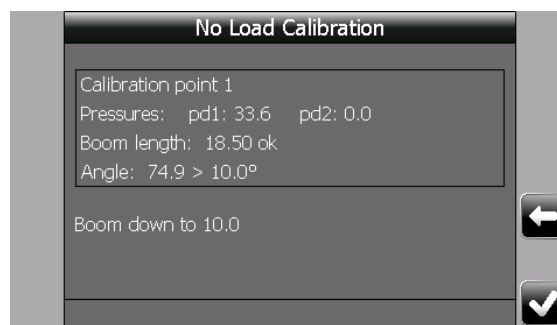 No Load Calibration
Calibration point 1
Pressures: pd1: 33.6 pd2: 0.0
Boom length: 18.50 ok
Angle: 74.9 > 10.0º
Boom down to 10.0